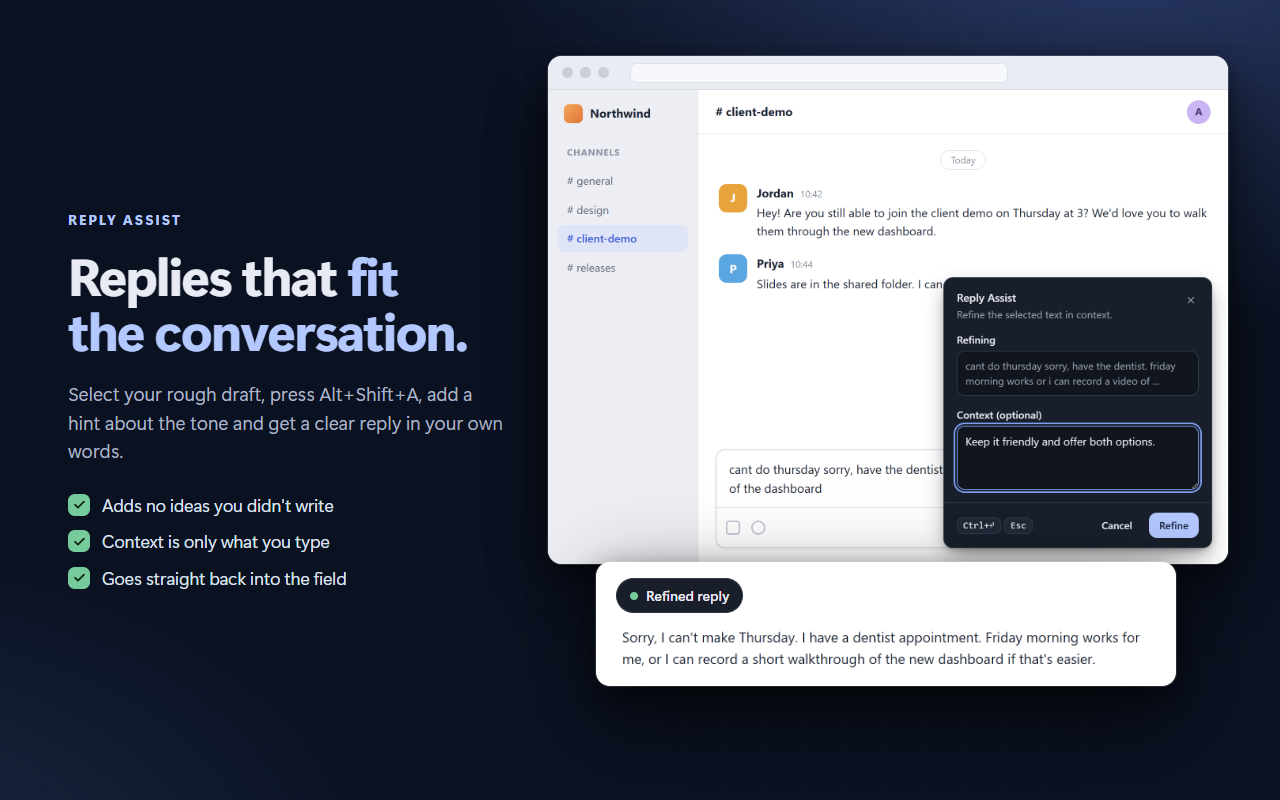 REPLY ASSIST
Replies that fit
the conversation.
Select your rough draft, press Alt+Shift+A, add a
hint about the tone and get a clear reply in your own
words.
Adds no ideas you didn't write
Context is only what you type
Goes straight back into the field
Northwind
CHANNELS
# general
# design
# client-demo
# releases
# client-demo
A
Today
J
Jordan 10:42
Hey! Are you still able to join the client demo on Thursday at 3? We'd love you to walk
them through the new dashboard.
P
Priya 10:44
Slides are in the shared folder. I can
cant do thursday sorry, have the dentist
of the dashboard
Reply Assist
×
Refine the selected text in context.
Refining
cant do thursday sorry, have the dentist. friday
morning works or i can record a video of ...
Context (optional)
Keep it friendly and offer both options.
Ctrl+↵ Esc Cancel Refine
Refined reply
Sorry, I can't make Thursday. I have a dentist appointment. Friday morning works for
me, or I can record a short walkthrough of the new dashboard if that's easier.